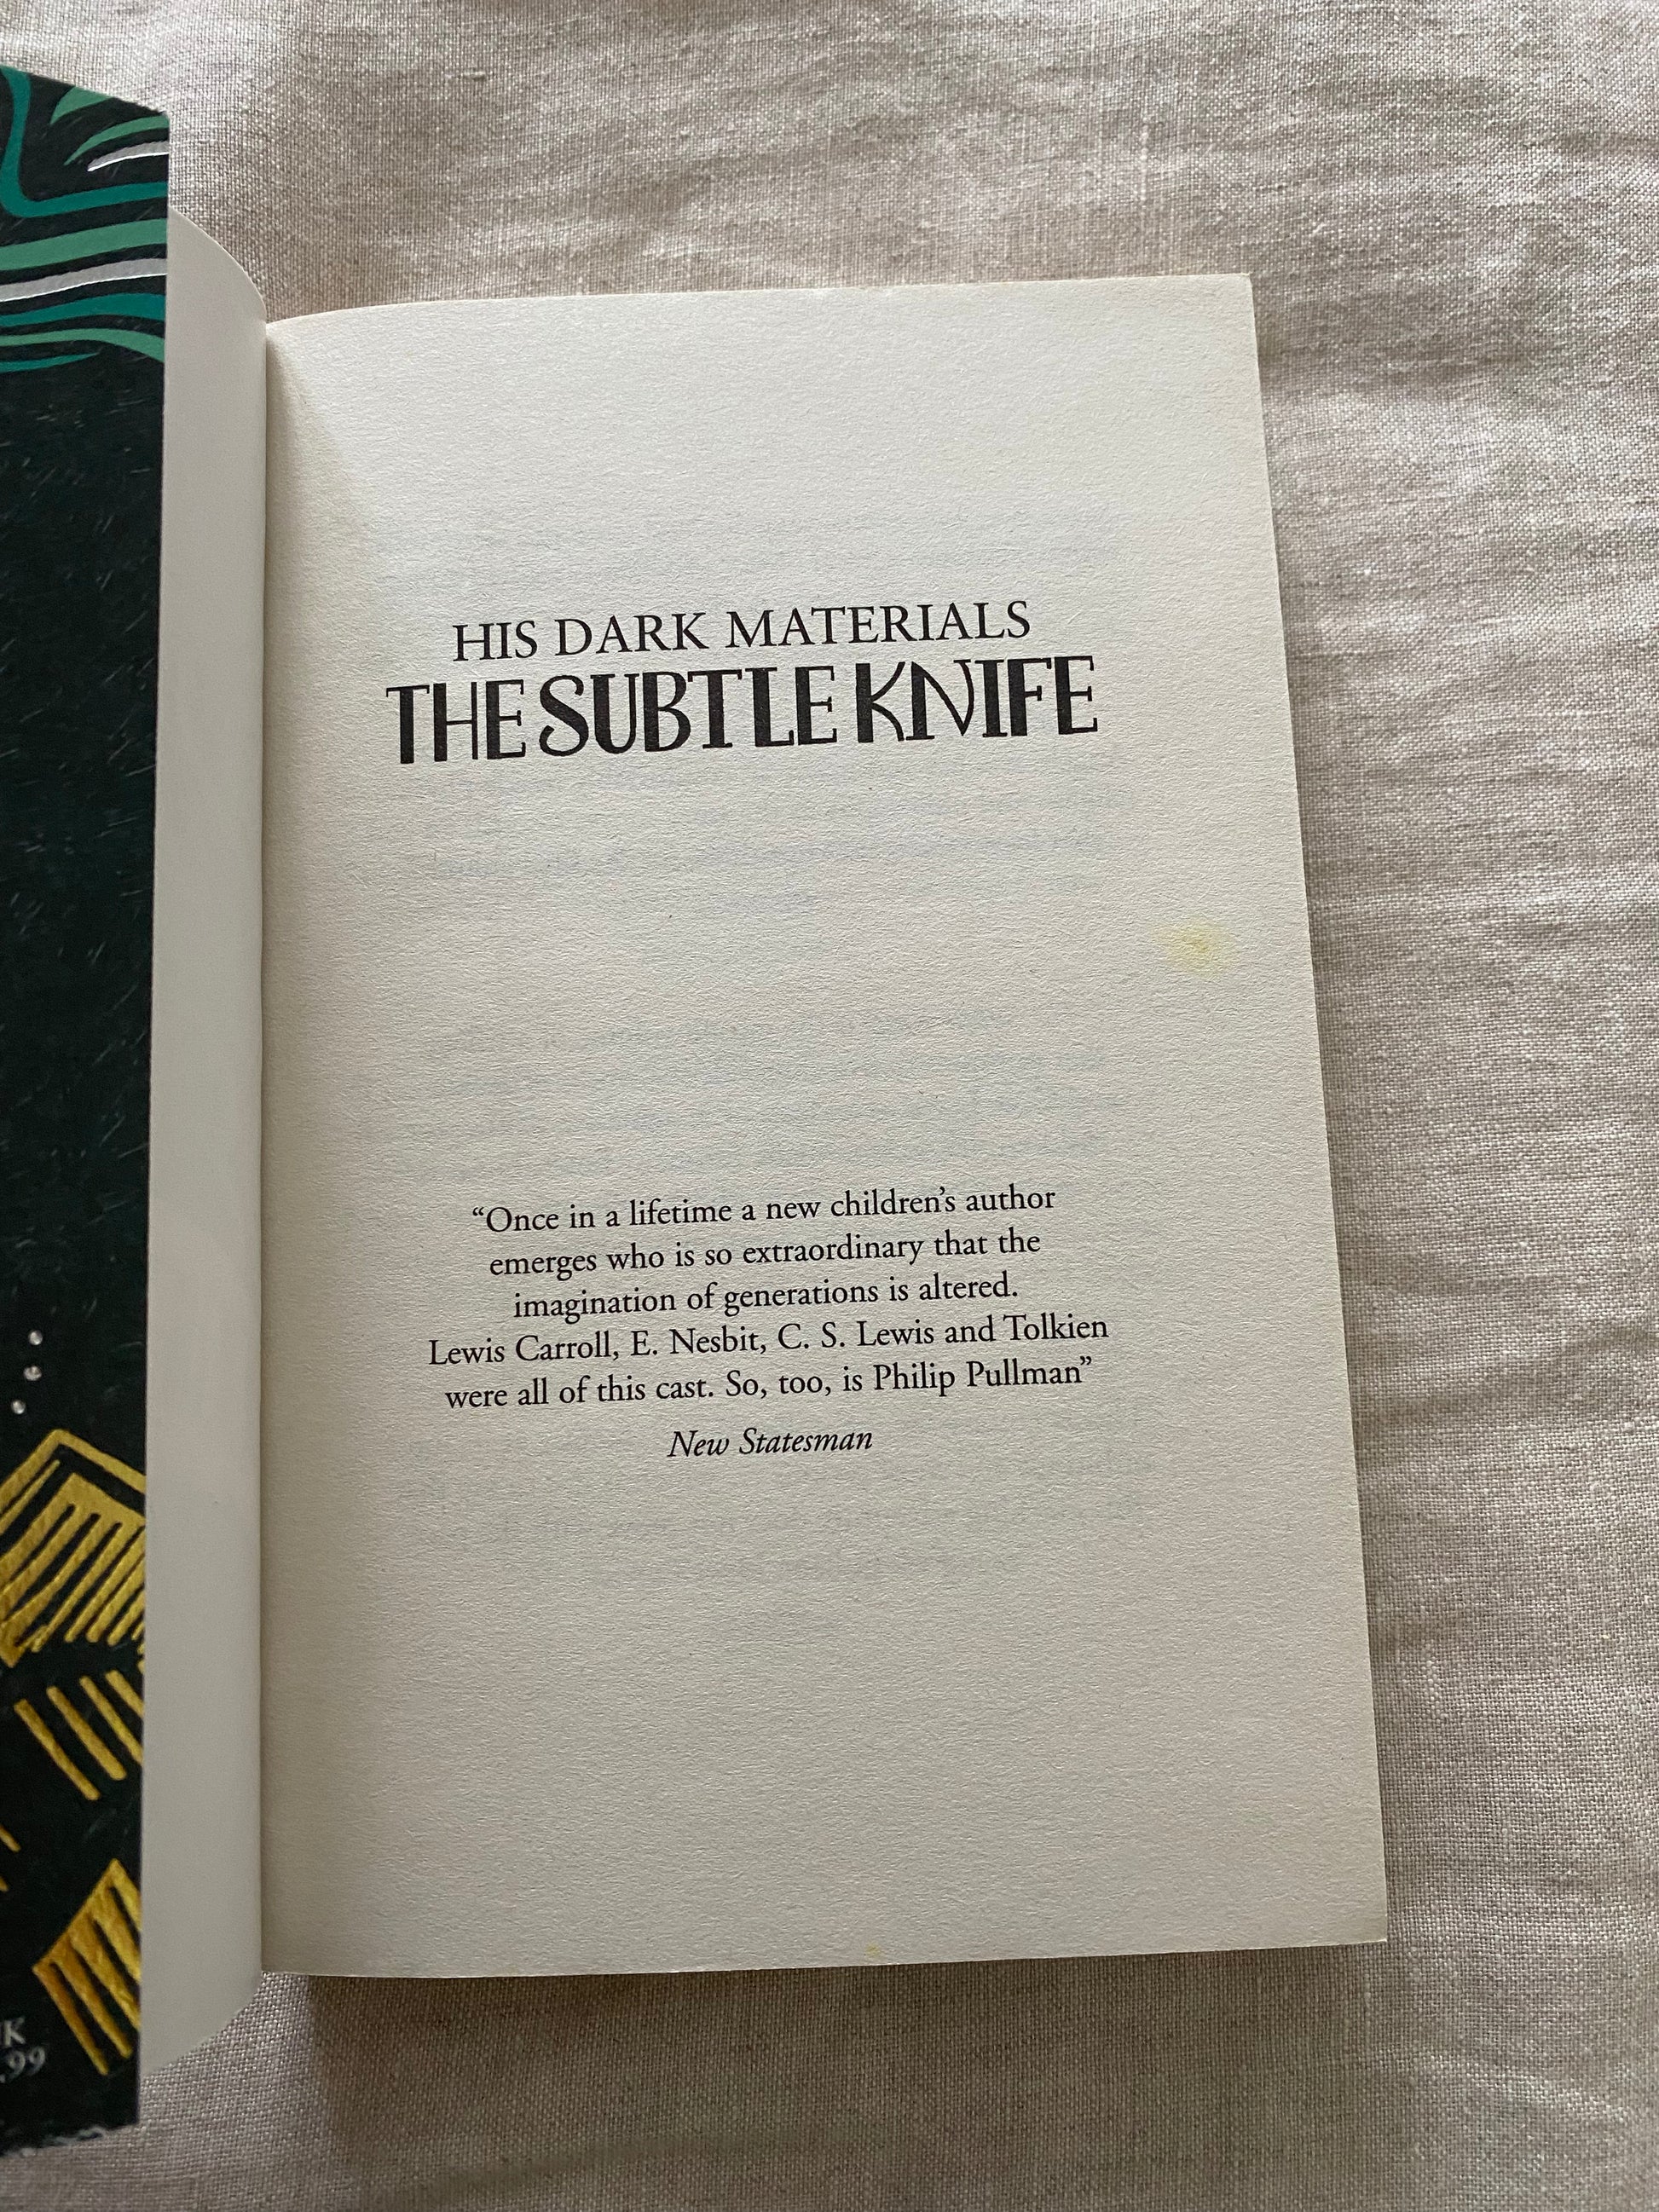 HIS DARK MATERIALS
THE SUBTLE KNIFE
“Once in a lifetime a new children’s author
emerges who is so extraordinary that the
imagination of generations is altered.
Lewis Carroll, E. Nesbit, C. S. Lewis and Tolkien
were all of this cast. So, too, is Philip Pullman”
New Statesman
.99